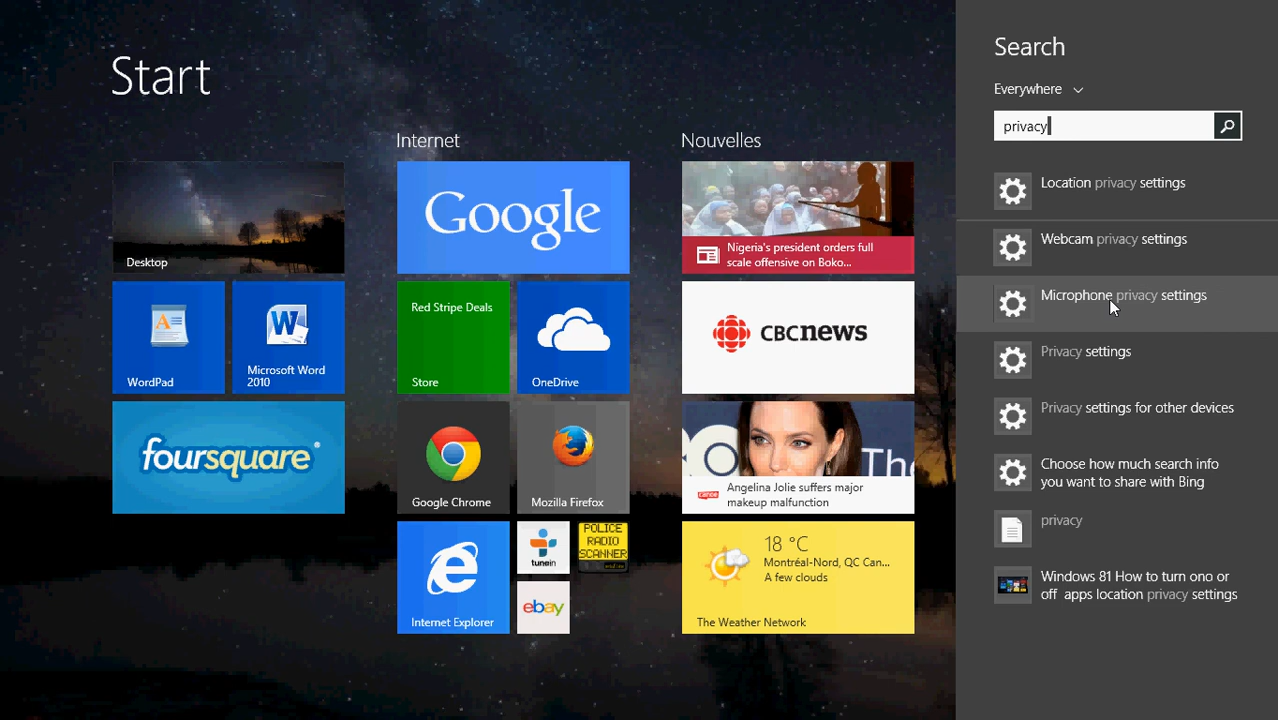 Start
Desktop
WordPad
Microsoft Word
2010
foursquare
Internet
Google
Red Stripe Deals
Store
OneDrive
Google Chrome
Mozilla Firefox
Internet Explorer
tunein
POLICE
RADIO
SCANNER
ebay
Nouvelles
Nigeria's president orders full
scale offensive on Boko...
CBCnews
The
canoe
Angelina Jolie suffers major
makeup malfunction
18 °C
Montréal-Nord, QC Can...
A few clouds
The Weather Network
Search
Everywhere
privacy
Location privacy settings
Webcam privacy settings
Microphone privacy settings
Privacy settings
Privacy settings for other devices
Choose how much search info
you want to share with Bing
privacy
Windows 81 How to turn ono or
off apps location privacy settings